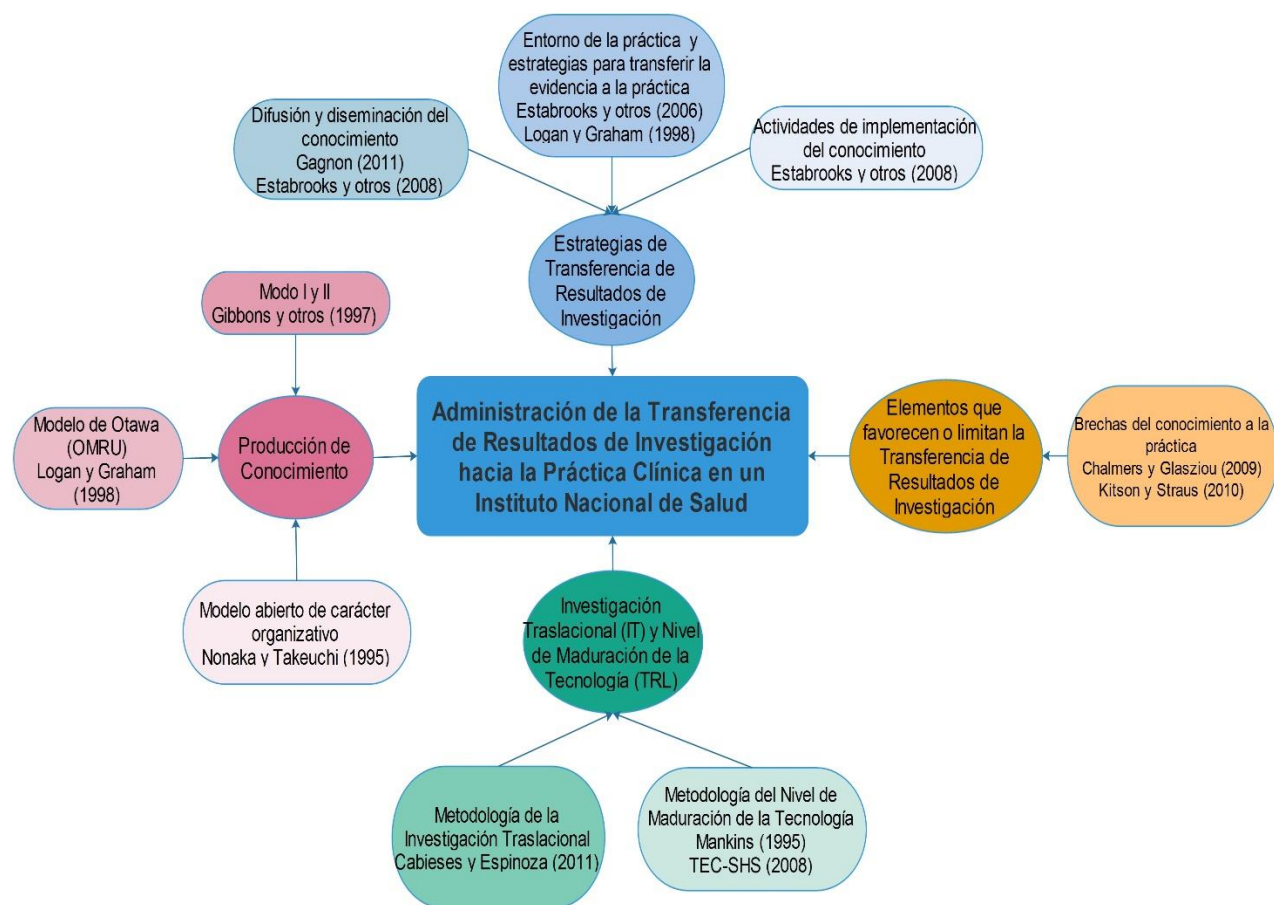 Entorno de la práctica y
estrategias para transferir la
evidencia a la práctica
Estabrooks y otros (2006)
Logan y Graham (1998)
Difusión y diseminación del
conocimiento
Gagnon (2011)
Estabrooks y otros (2008)
Actividades de implementación
del conocimiento
Estabrooks y otros (2008)
Estrategias de
Transferencia de
Resultados de
Investigación
Modo I y II
Gibbons y otros (1997)
Modelo de Otawa
(OMRU)
Logan y Graham
(1998)
Producción de
Conocimiento
Modelo abierto de carácter
organizativo
Nonaka y Takeuchi (1995)
Administración de la Transferencia
de Resultados de Investigación
hacia la Práctica Clínica en un
Instituto Nacional de Salud
Elementos que
favorecen o limitan la
Transferencia de
Resultados de
Investigación
Brechas del conocimiento a la
práctica
Chalmers y Glasziou (2009)
Kitson y Straus (2010)
Investigación
Traslacional (IT) y Nivel
de Maduración de la
Tecnología (TRL)
Metodología de la
Investigación Traslacional
Cabieses y Espinoza (2011)
Metodología del Nivel de
Maduración de la Tecnología
Mankins (1995)
TEC-SHS (2008)